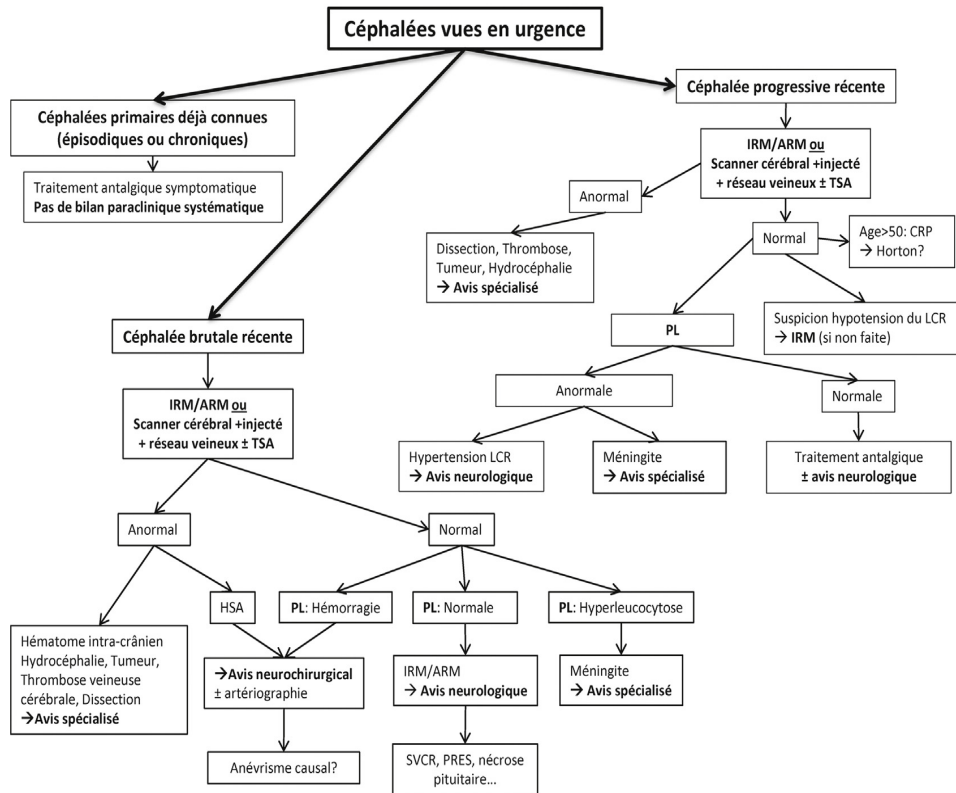 Céphalées vues en urgence
Céphalées primaires déjà connues
(épisodiques ou chroniques)
Traitement antalgique symptomatique
Pas de bilan paraclinique systématique
Céphalée progressive récente
IRM/ARM ou
Scanner cérébral +injecté
+ réseau veineux ± TSA
Anormal
Dissection, Thrombose,
Tumeur, Hydrocéphalie
→ Avis spécialisé
Normal
Age>50: CRP
→ Horton?
Suspicion hypotension du LCR
→ IRM (si non faite)
PL
Anormale
Normale
Hypertension LCR
→ Avis neurologique
Méningite
→ Avis spécialisé
Traitement antalgique
± avis neurologique
Céphalée brutale récente
IRM/ARM ou
Scanner cérébral +injecté
+ réseau veineux ± TSA
Anormal
Normal
HSA
PL: Hémorragie
PL: Normale
PL: Hyperleucocytose
Hématome intra-crânien
Hydrocéphalie, Tumeur,
Thrombose veineuse
cérébrale, Dissection
→Avis spécialisé
→Avis neurochirurgical
± artériographie
IRM/ARM
→ Avis neurologique
Méningite
→ Avis spécialisé
Anévrisme causal?
SVCR, PRES, nécrose
pituitaire...